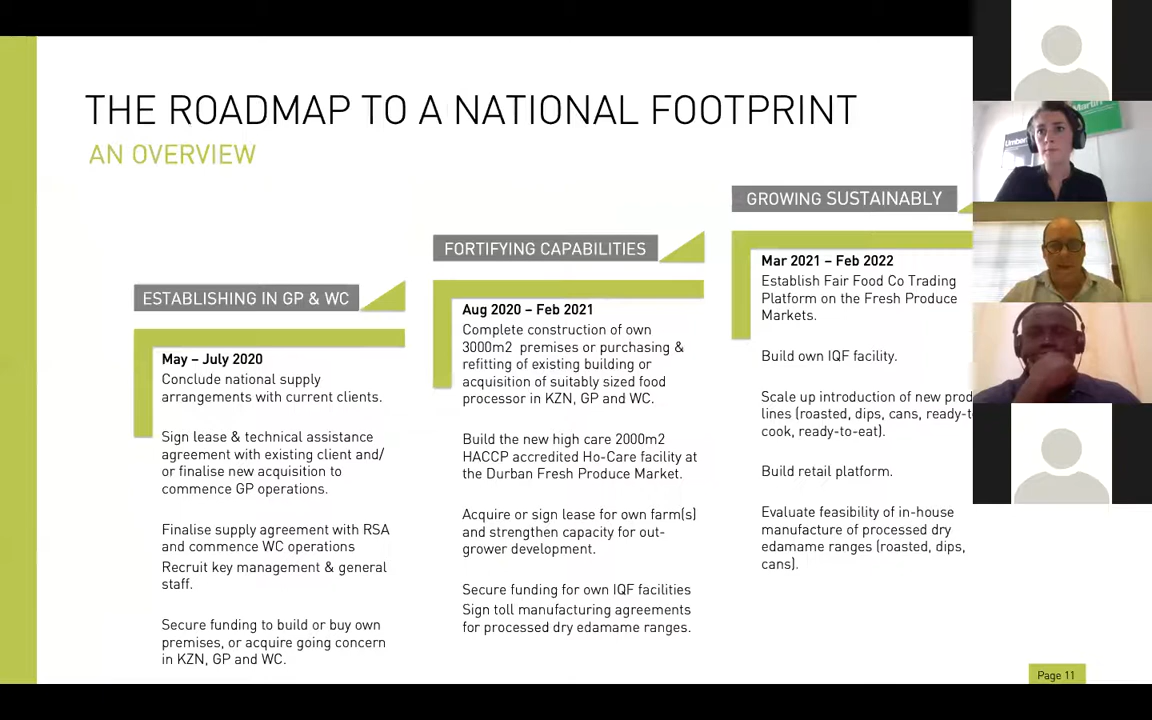 THE ROADMAP TO A NATIONAL FOOTPRINT
AN OVERVIEW
ESTABLISHING IN GP & WC
May – July 2020
Conclude national supply
arrangements with current clients.
Sign lease & technical assistance
agreement with existing client and/
or finalise new acquisition to
commence GP operations.
Finalise supply agreement with RSA
and commence WC operations
Recruit key management & general
staff.
Secure funding to build or buy own
premises, or acquire going concern
in KZN, GP and WC.
FORTIFYING CAPABILITIES
Aug 2020 – Feb 2021
Complete construction of own
3000m2 premises or purchasing &
refitting of existing building or
acquisition of suitably sized food
processor in KZN, GP and WC.
Build the new high care 2000m2
HACCP accredited Ho-Care facility at
the Durban Fresh Produce Market.
Acquire or sign lease for own farm(s)
and strengthen capacity for out-
grower development.
Secure funding for own IQF facilities
Sign toll manufacturing agreements
for processed dry edamame ranges.
GROWING SUSTAINABLY
Mar 2021 – Feb 2022
Establish Fair Food Co Trading
Platform on the Fresh Produce
Markets.
Build own IQF facility.
Scale up introduction of new prod
lines (roasted, dips, cans, ready-t
cook, ready-to-eat).
Build retail platform.
Evaluate feasibility of in-house
manufacture of processed dry
edamame ranges (roasted, dips,
cans).
Page 11